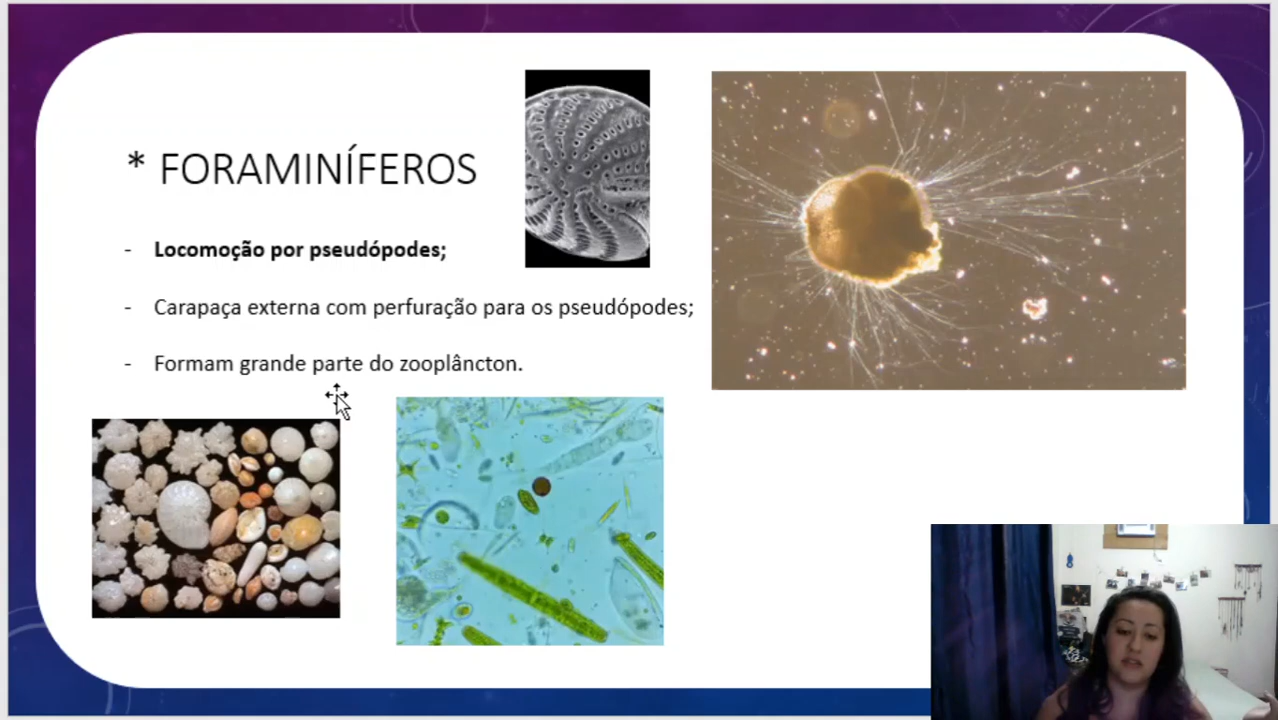 * FORAMINÍFEROS
- Locomoção por pseudópodes;
- Carapaça externa com perfuração para os pseudópodes;
- Formam grande parte do zooplâncton.